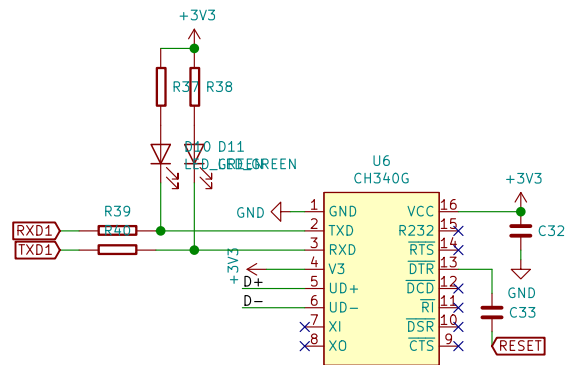 +3V3
R37 R38
D10 D11
LED_GREEN LED_GREEN
U6
CH340G
+3V3
R39
RXD1
R40
TXD1
GND
+3V3
D+
D-
1 GND VCC 16
2 TXD R232 15
3 RXD RTS 14
4 V3 DTR 13
5 UD+ DCD 12
6 UD- RI 11
7 XI DSR 10
8 XO CTS 9
C32
GND
C33
RESET